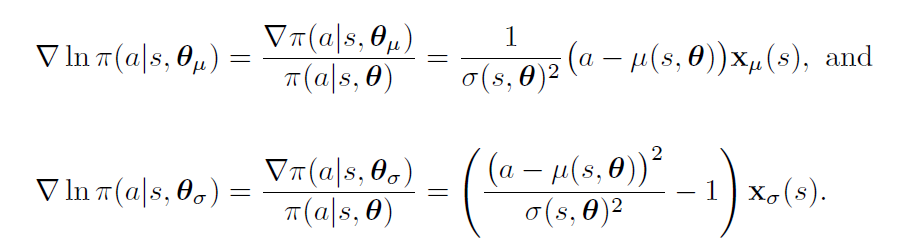 ∇ ln π(a|s, θ_μ) = ∇π(a|s, θ_μ) / π(a|s, θ) = 1 / σ(s, θ)² (a − μ(s, θ)) x_μ(s), and
∇ ln π(a|s, θ_σ) = ∇π(a|s, θ_σ) / π(a|s, θ) = ( (a − μ(s, θ))² / σ(s, θ)² − 1 ) x_σ(s).